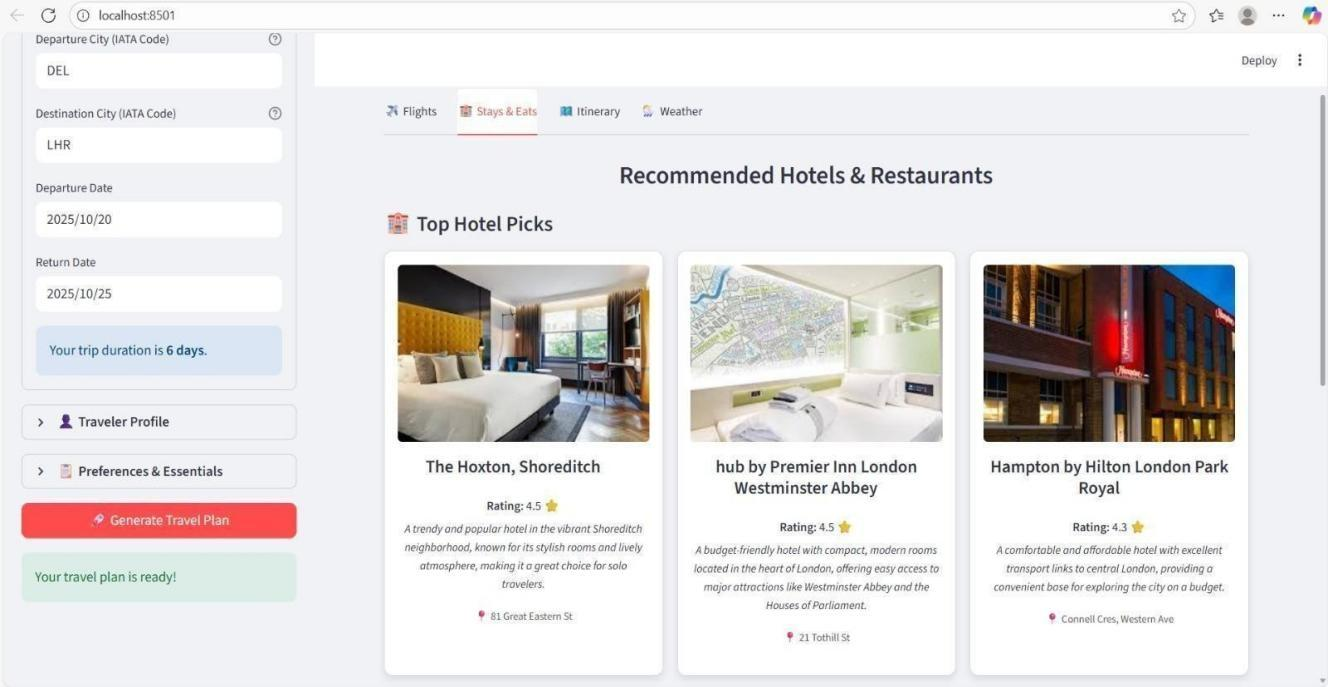 localhost:8501
Deploy
Departure City (IATA Code)
DEL
Destination City (IATA Code)
LHR
Departure Date
2025/10/20
Return Date
2025/10/25
Your trip duration is 6 days.
Traveler Profile
Preferences & Essentials
Generate Travel Plan
Your travel plan is ready!
Flights
Stays & Eats
Itinerary
Weather
Recommended Hotels & Restaurants
Top Hotel Picks
The Hoxton, Shoreditch
Rating: 4.5
A trendy and popular hotel in the vibrant Shoreditch
neighborhood, known for its stylish rooms and lively
atmosphere, making it a great choice for solo
travelers.
81 Great Eastern St
hub by Premier Inn London
Westminster Abbey
Rating: 4.5
A budget-friendly hotel with compact, modern rooms
located in the heart of London, offering easy access to
major attractions like Westminster Abbey and the
Houses of Parliament.
21 Tothill St
Hampton
Hampton by Hilton London Park
Royal
Rating: 4.3
A comfortable and affordable hotel with excellent
transport links to central London, providing a
convenient base for exploring the city on a budget.
Connell Cres, Western Ave